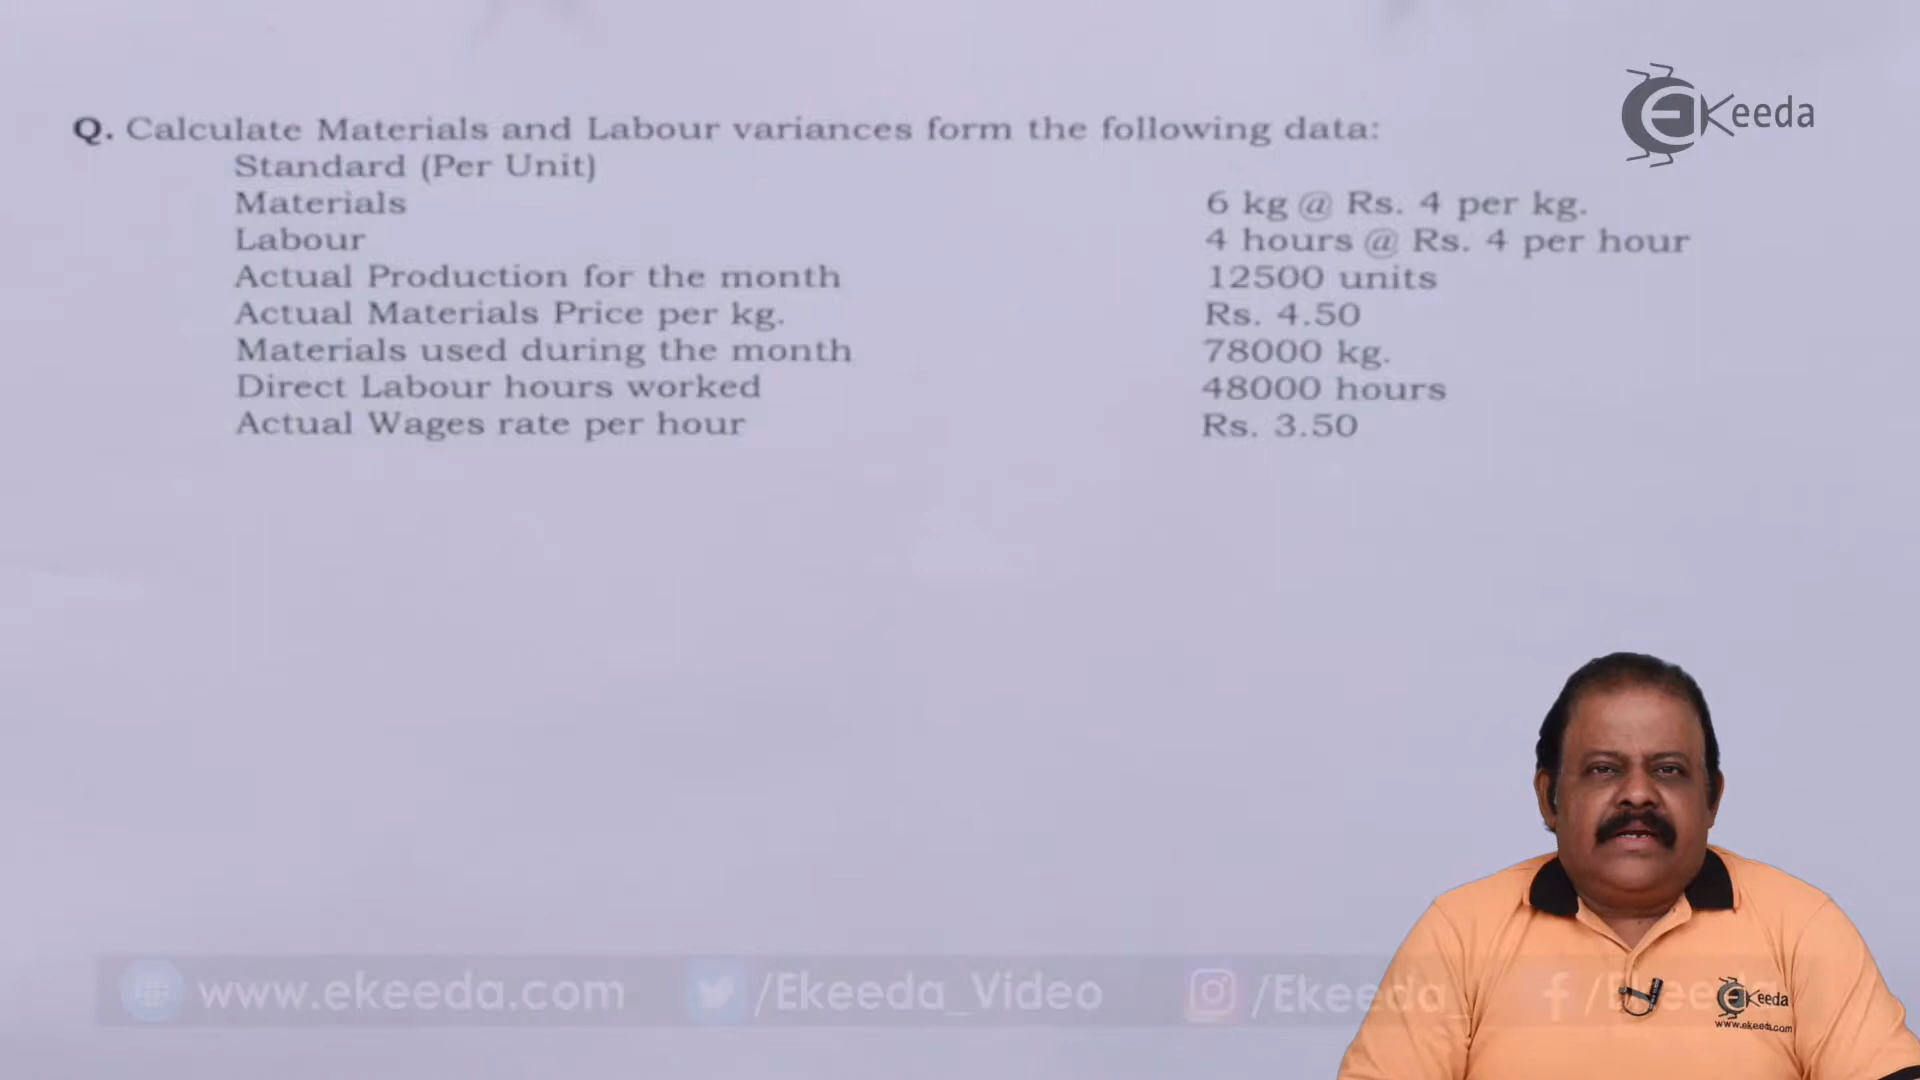 EKeeda
Q. Calculate Materials and Labour variances form the following data:
Standard (Per Unit)
Materials 6 kg @ Rs. 4 per kg.
Labour 4 hours @ Rs. 4 per hour
Actual Production for the month 12500 units
Actual Materials Price per kg. Rs. 4.50
Materials used during the month 78000 kg.
Direct Labour hours worked 48000 hours
Actual Wages rate per hour Rs. 3.50
www.ekeeda.com /Ekeeda_Video /Ekeeda_
EKeeda
www.ekeeda.com